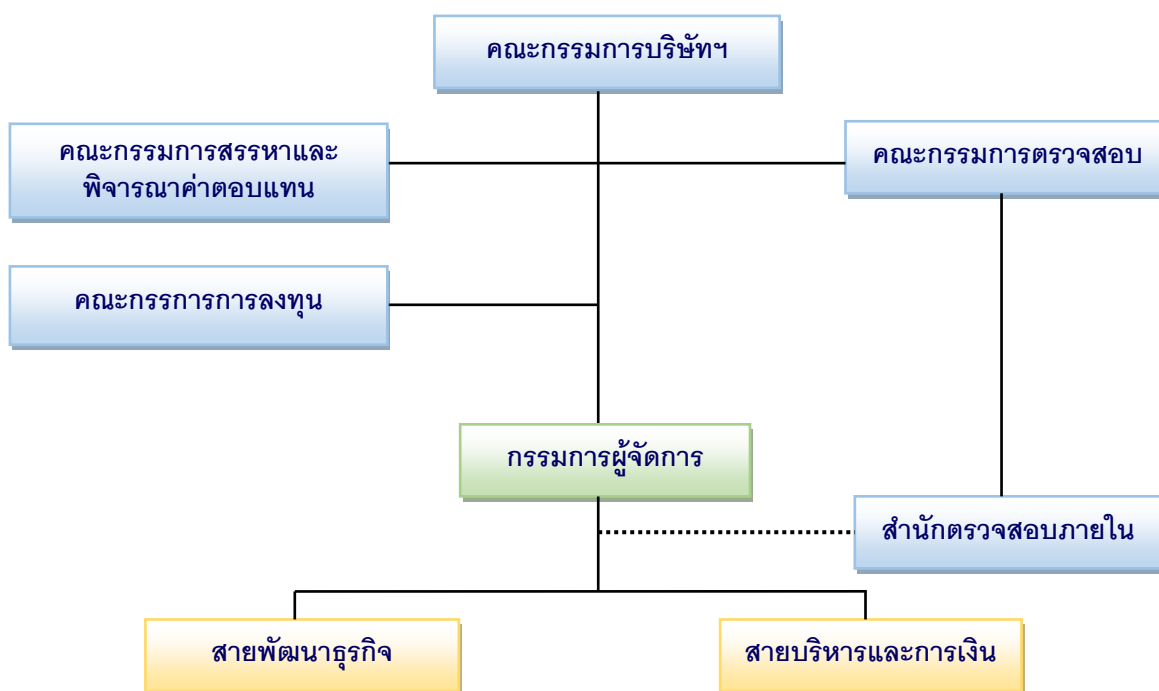 คณะกรรมการบริษัทฯ
คณะกรรมการสรรหาและ
พิจารณาค่าตอบแทน
คณะกรรมการตรวจสอบ
คณะกรรการการลงทุน
กรรมการผู้จัดการ
สำนักตรวจสอบภายใน
สายพัฒนาธุรกิจ
สายบริหารและการเงิน